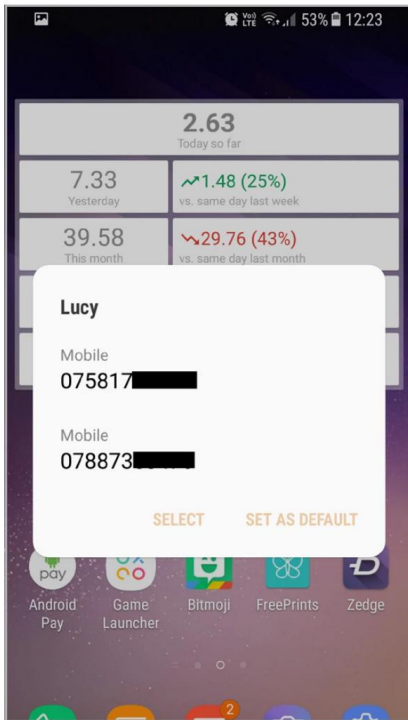 Vo))
LTE 53% 12:23
2.63
Today so far
7.33
Yesterday
1.48 (25%)
vs. same day last week
39.58
This month
29.76 (43%)
vs. same day last month
Lucy
Mobile
075817
Mobile
078873
SELECT SET AS DEFAULT
pay
Android Pay
Game Launcher
Bitmoji
FreePrints
Zedge
2